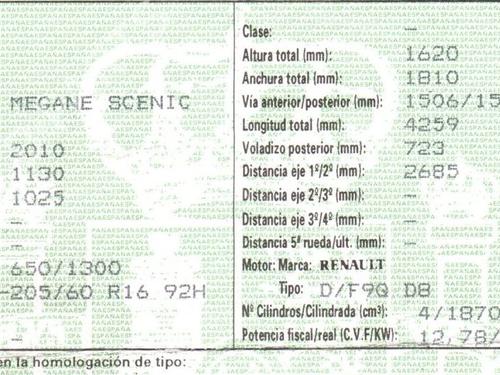 MEGANE SCENIC
2010
1130
1025
-
-
650/1300
-205/60 R16 92H
Clase: -
Altura total (mm): 1620
Anchura total (mm): 1810
Via anterior/posterior (mm): 1506/15
Longitud total (mm): 4259
Voladizo posterior (mm): 723
Distancia eje 1º/2º (mm): 2685
Distancia eje 2º/3º (mm): -
Distancia eje 3º/4º (mm): -
Distancia 5ª rueda/últ. (mm): -
Motor: Marca: RENAULT
Tipo: D/F9Q D8
Nº Cilindros/Cilindrada (cm³): 4/1870
Potencia fiscal/real (C.V.F/KW): 12,78/
en la homologación de tipo: